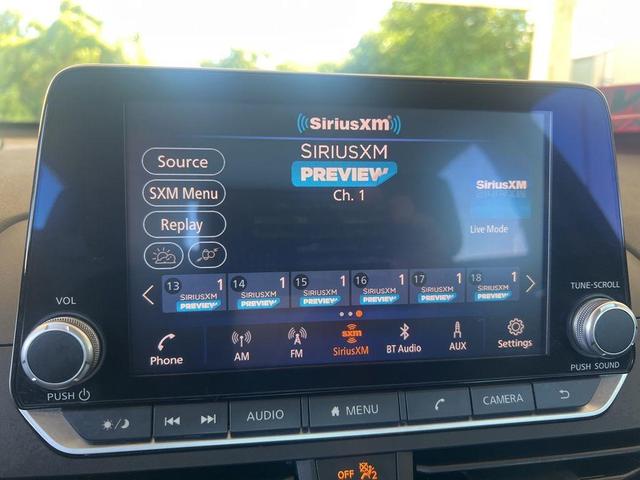 SiriusXM
SIRIUSXM
PREVIEW
Ch. 1
Source
SXM Menu
Replay
SiriusXM
Live Mode
13 1 14 1 15 1 16 1 17 1 18 1
SIRIUSXM SIRIUSXM SIRIUSXM SIRIUSXM SIRIUSXM SIRIUSXM
PREVIEW PREVIEW PREVIEW PREVIEW PREVIEW PREVIEW
sxm
Phone AM FM SiriusXM BT Audio AUX Settings
VOL
PUSH
TUNE-SCROLL
PUSH SOUND
AUDIO MENU CAMERA
OFF 2